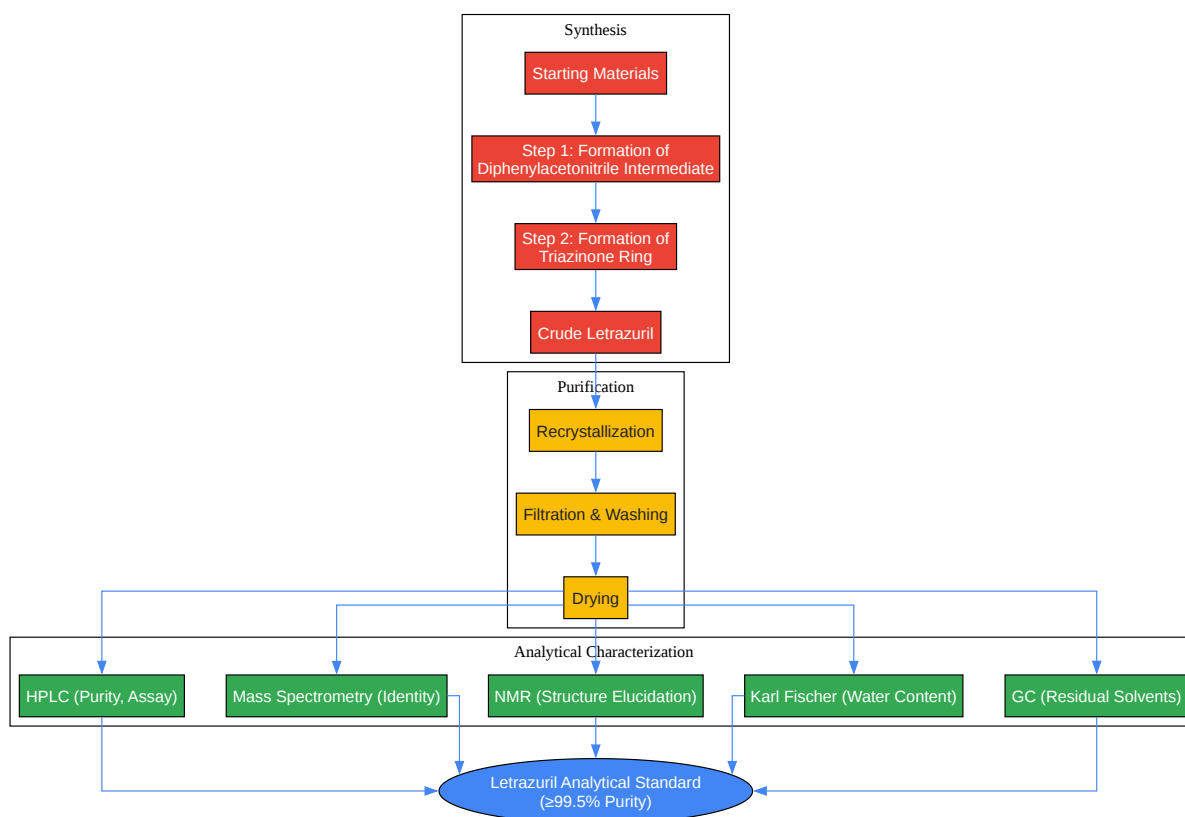 Synthesis
Starting Materials
Step 1: Formation of
Diphenylacetonitrile Intermediate
Step 2: Formation of
Triazinone Ring
Crude Letrazuril
Purification
Recrystallization
Filtration & Washing
Drying
Analytical Characterization
HPLC (Purity, Assay)
Mass Spectrometry (Identity)
NMR (Structure Elucidation)
Karl Fischer (Water Content)
GC (Residual Solvents)
Letrazuril Analytical Standard
(≥99.5% Purity)